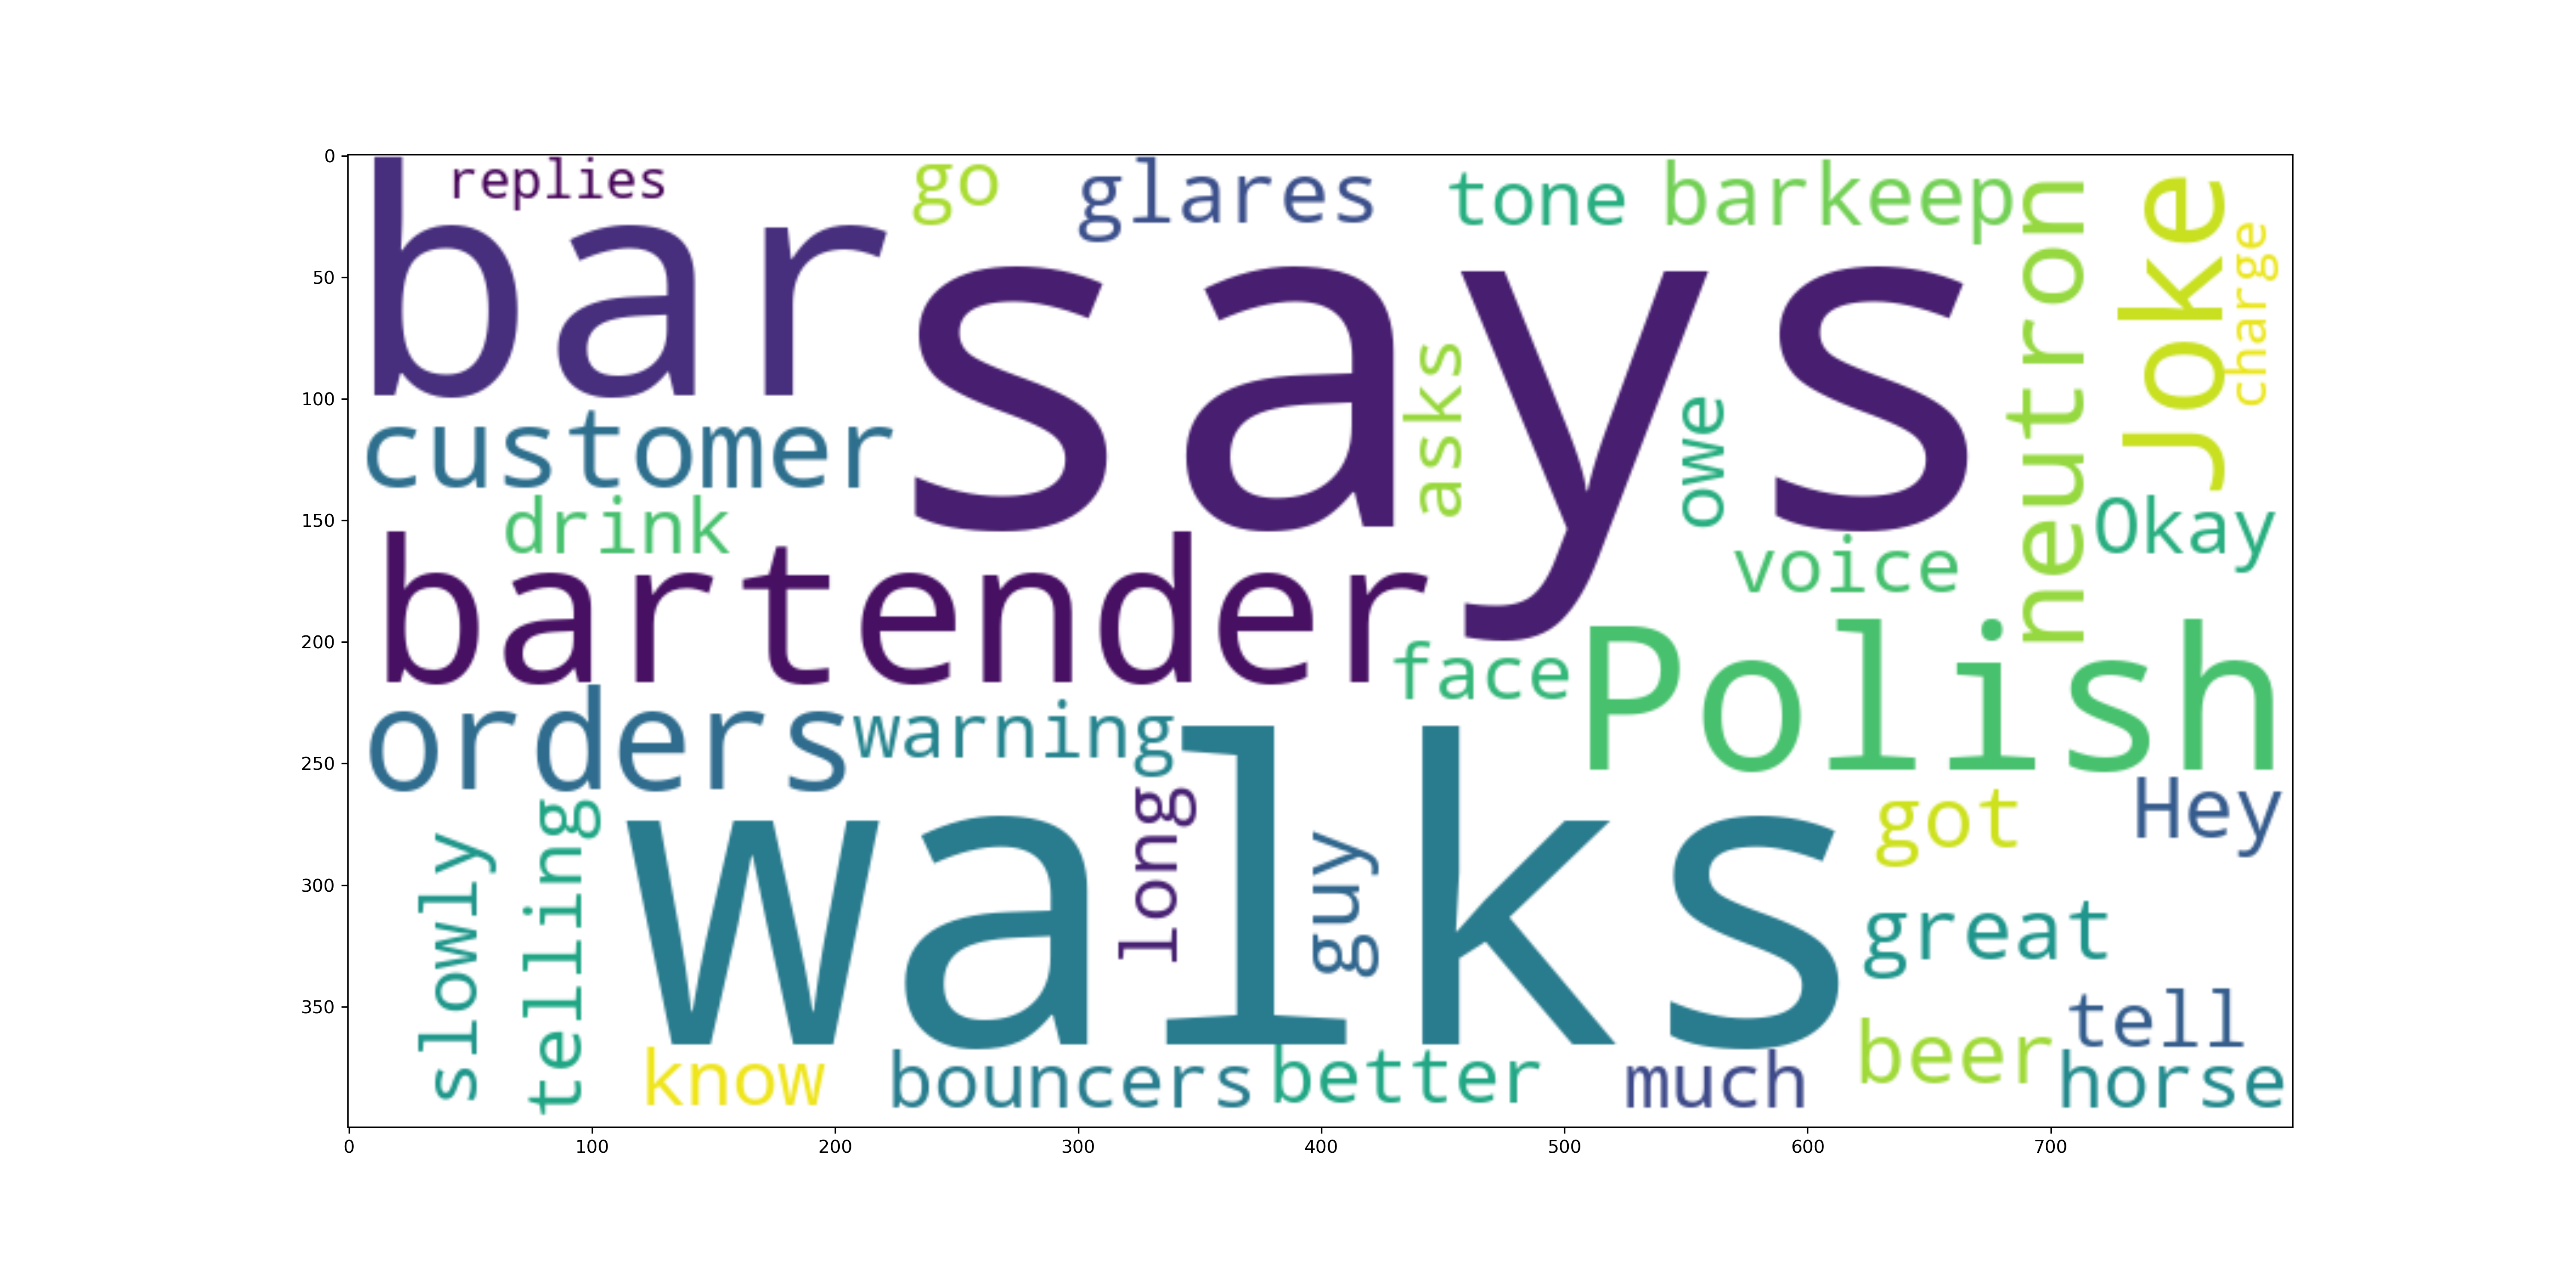 replies
go
glares
tone
barkeep
neutron
Joke
charge
bar
says
asks
owe
customer
drink
Okay
voice
bartender
face
Polish
orders
warning
long
guy
got
Hey
slowly
telling
walks
great
tell
know
bouncers
better
much
beer
horse
0
50
100
150
200
250
300
350
0
100
200
300
400
500
600
700